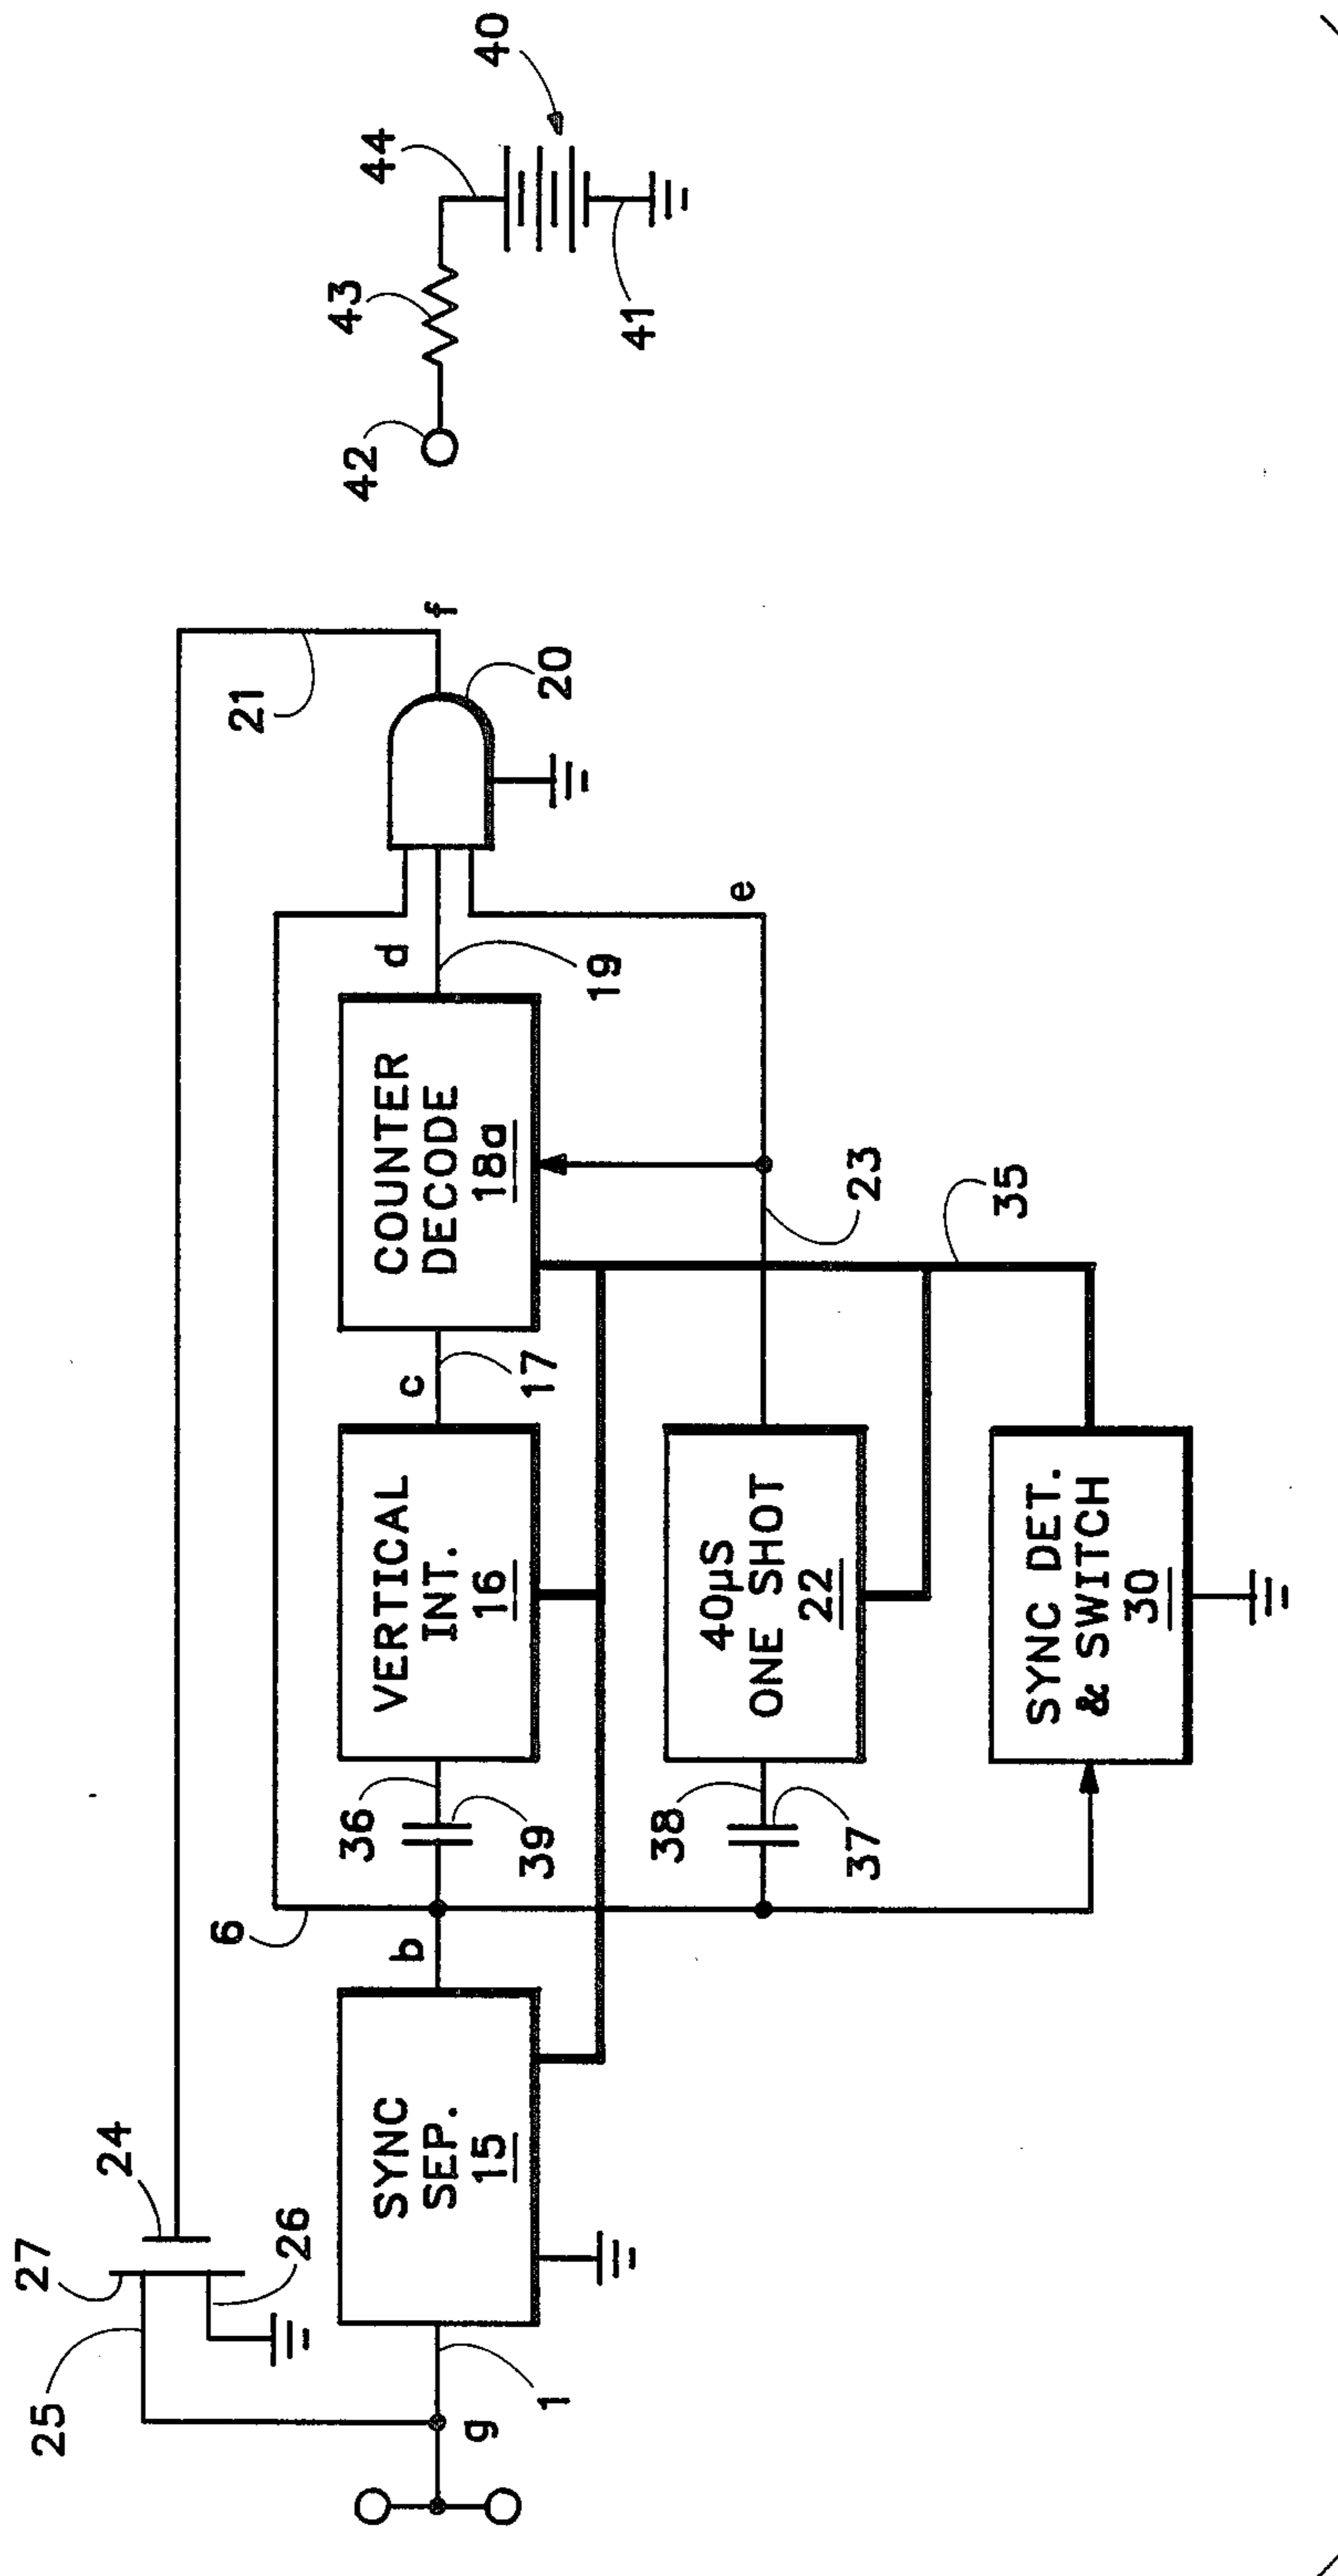 27
24
25
26
g
1
SYNC
SEP.
15
b
6
36
39
VERTICAL
INT.
16
c
17
COUNTER
DECODE
18a
d
19
20
f
21
38
37
40µS
ONE SHOT
22
23
e
SYNC DET.
& SWITCH
30
35
42
43
44
40
41